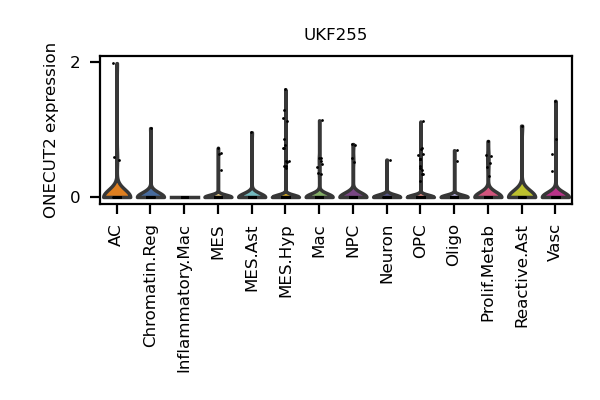 UKF255
ONECUT2 expression
2
0
AC
Chromatin.Reg
Inflammatory.Mac
MES
MES.Ast
MES.Hyp
Mac
NPC
Neuron
OPC
Oligo
Prolif.Metab
Reactive.Ast
Vasc